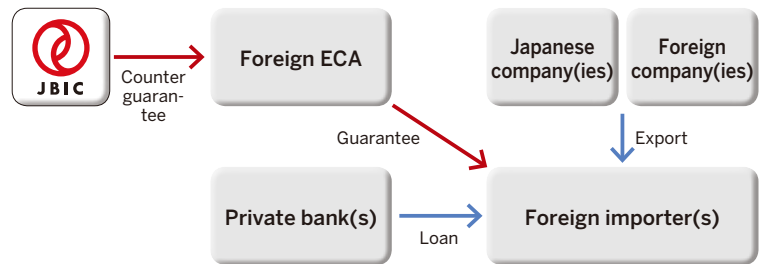 JBIC
Counter
guaran-
tee
Foreign ECA
Japanese
company(ies)
Foreign
company(ies)
Guarantee
Export
Private bank(s)
Loan
Foreign importer(s)